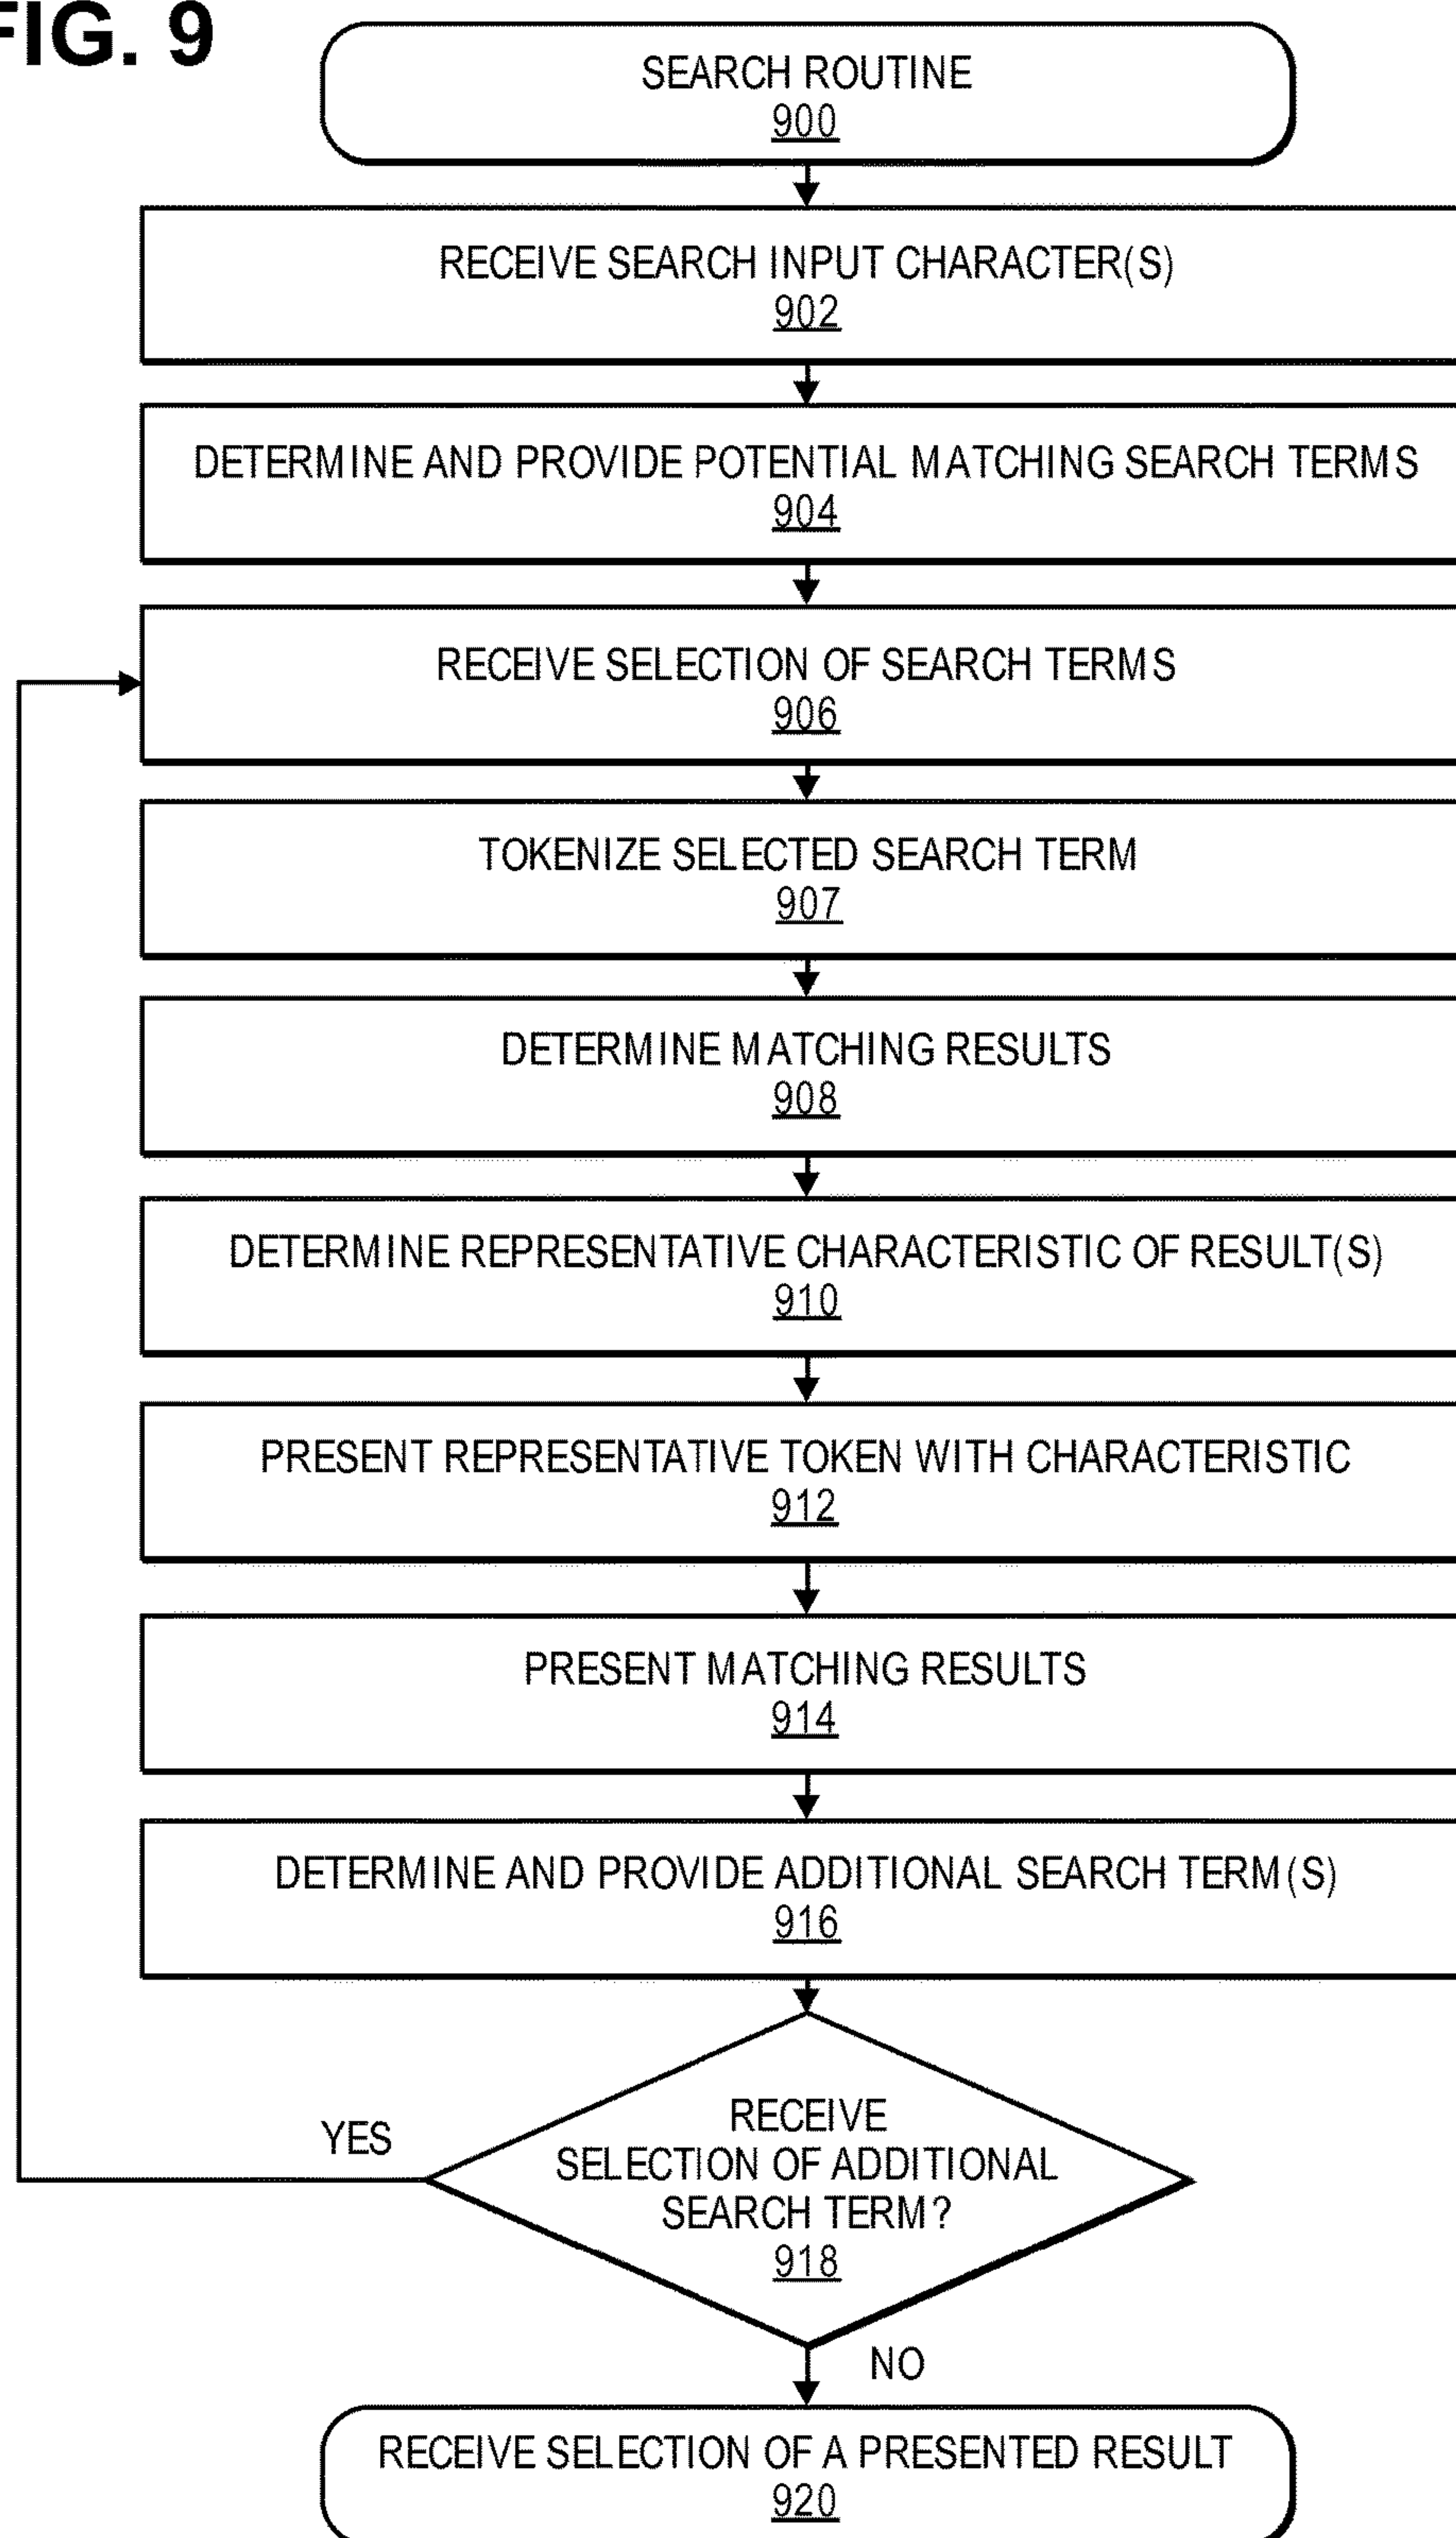 FIG. 9
SEARCH ROUTINE
900
RECEIVE SEARCH INPUT CHARACTER(S)
902
DETERMINE AND PROVIDE POTENTIAL MATCHING SEARCH TERMS
904
RECEIVE SELECTION OF SEARCH TERMS
906
TOKENIZE SELECTED SEARCH TERM
907
DETERMINE MATCHING RESULTS
908
DETERMINE REPRESENTATIVE CHARACTERISTIC OF RESULT(S)
910
PRESENT REPRESENTATIVE TOKEN WITH CHARACTERISTIC
912
PRESENT MATCHING RESULTS
914
DETERMINE AND PROVIDE ADDITIONAL SEARCH TERM(S)
916
YES
RECEIVE
SELECTION OF ADDITIONAL
SEARCH TERM?
918
NO
RECEIVE SELECTION OF A PRESENTED RESULT
920